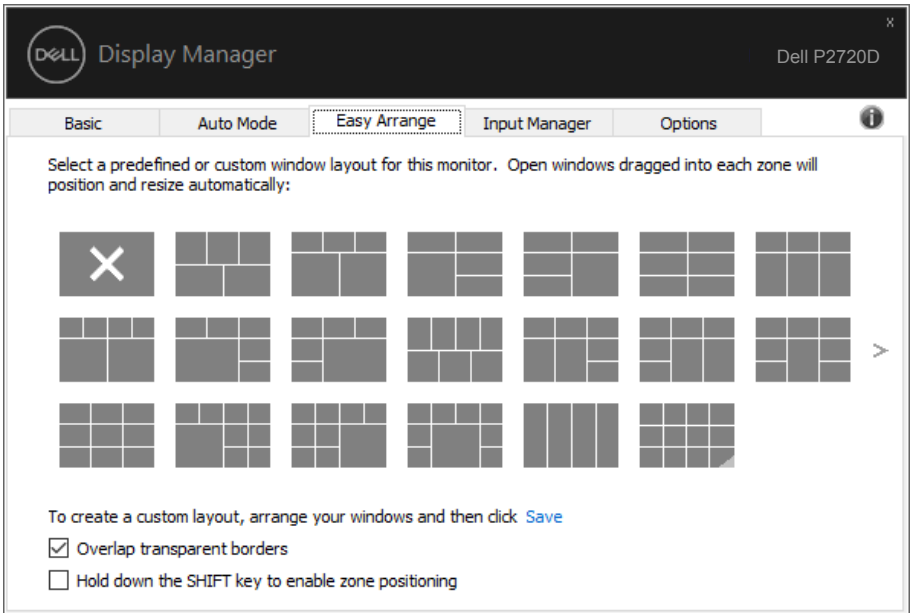 x
DELL Display Manager
Dell P2720D
Basic Auto Mode Easy Arrange Input Manager Options
Select a predefined or custom window layout for this monitor. Open windows dragged into each zone will
position and resize automatically:
>
To create a custom layout, arrange your windows and then click Save
Overlap transparent borders
Hold down the SHIFT key to enable zone positioning